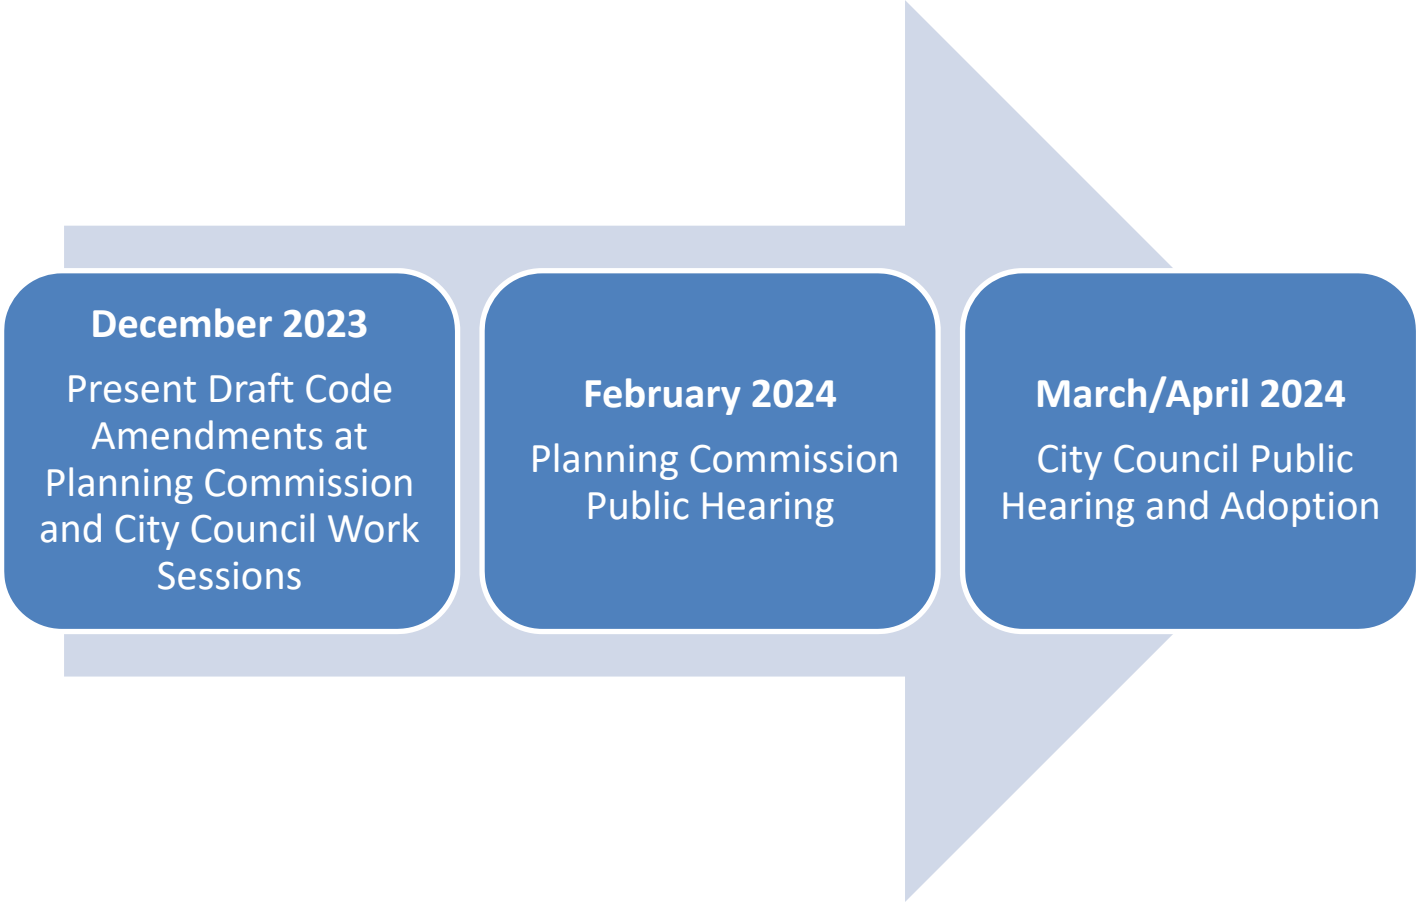 December 2023
Present Draft Code
Amendments at
Planning Commission
and City Council Work
Sessions
February 2024
Planning Commission
Public Hearing
March/April 2024
City Council Public
Hearing and Adoption